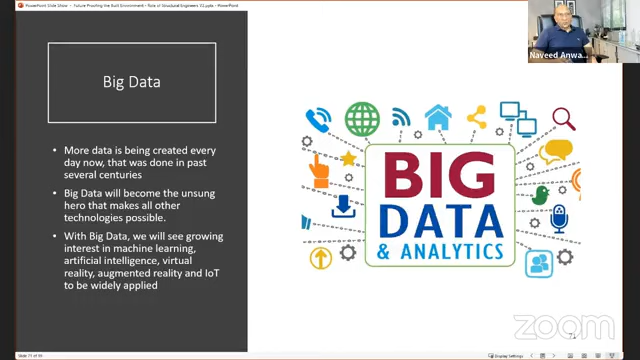 PowerPoint Slide Show - Future Proofing the Built Environment - Role of Structural Engineers V2.pptx - PowerPoint
Naveed Anwa...
Big Data
• More data is being created every
day now, that was done in past
several centuries
• Big Data will become the unsung
hero that makes all other
technologies possible.
• With Big Data, we will see growing
interest in machine learning,
artificial intelligence, virtual
reality, augmented reality and IoT
to be widely applied
BIG
DATA
& ANALYTICS
zoom
Display Settings